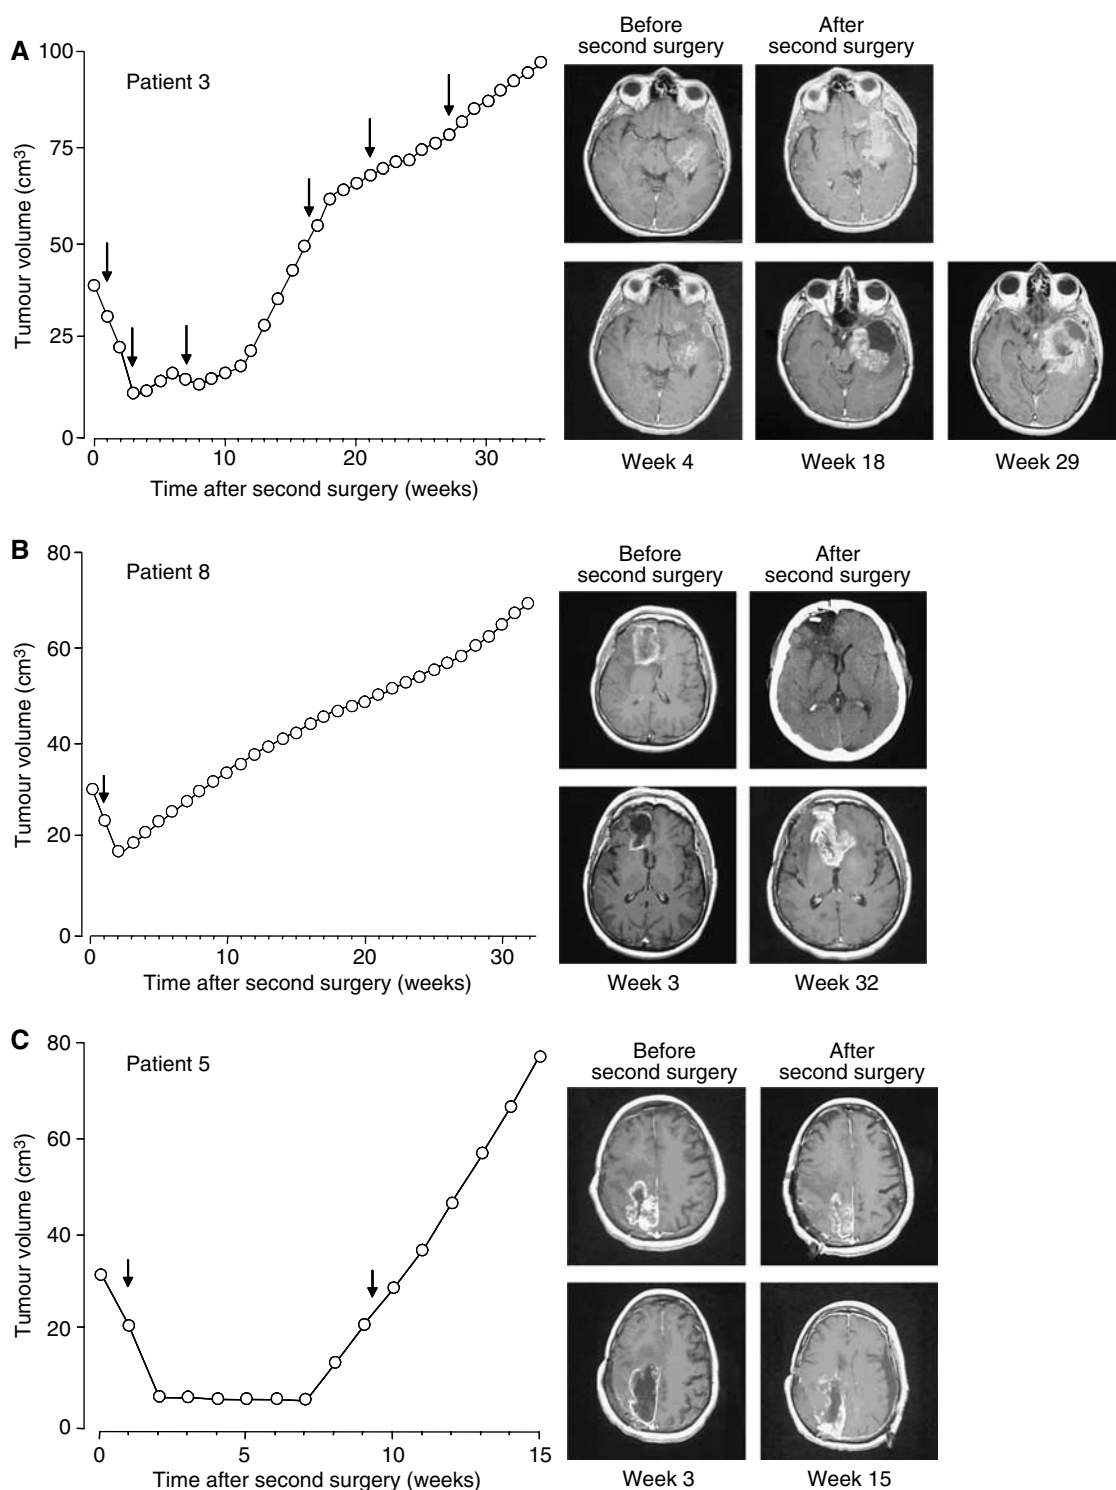 A
Patient 3
Tumour volume (cm3)
100
75
50
25
0
0 10 20 30
Time after second surgery (weeks)
Before
second surgery
After
second surgery
Week 4
Week 18
Week 29
B
Patient 8
Tumour volume (cm3)
80
60
40
20
0
0 10 20 30
Time after second surgery (weeks)
Before
second surgery
After
second surgery
Week 3
Week 32
C
Patient 5
Tumour volume (cm3)
80
60
40
20
0
0 5 10 15
Time after second surgery (weeks)
Before
second surgery
After
second surgery
Week 3
Week 15